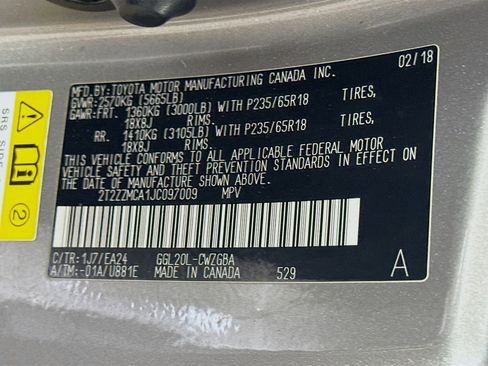 MFD.BY:TOYOTA MOTOR MANUFACTURING CANADA INC. 02/18
GVWR:2570KG (5665LB)
GAWR:FRT. 1360KG (3000LB) WITH P235/65R18 TIRES,
18X8J RIMS.
RR. 1410KG (3105LB) WITH P235/65R18 TIRES,
18X8J RIMS.
THIS VEHICLE CONFORMS TO ALL APPLICABLE FEDERAL MOTOR
VEHICLE SAFETY AND THEFT PREVENTION STANDARDS IN EFFECT ON
THE DATE OF MANUFACTURE SHOWN ABOVE.
2T2ZZMCA1JC097009 MPV
C/TR:1J7/EA24 GGL20L-CWZGBA
A/TM:-01A/U881E MADE IN CANADA 529 A
SRS SIDE
2